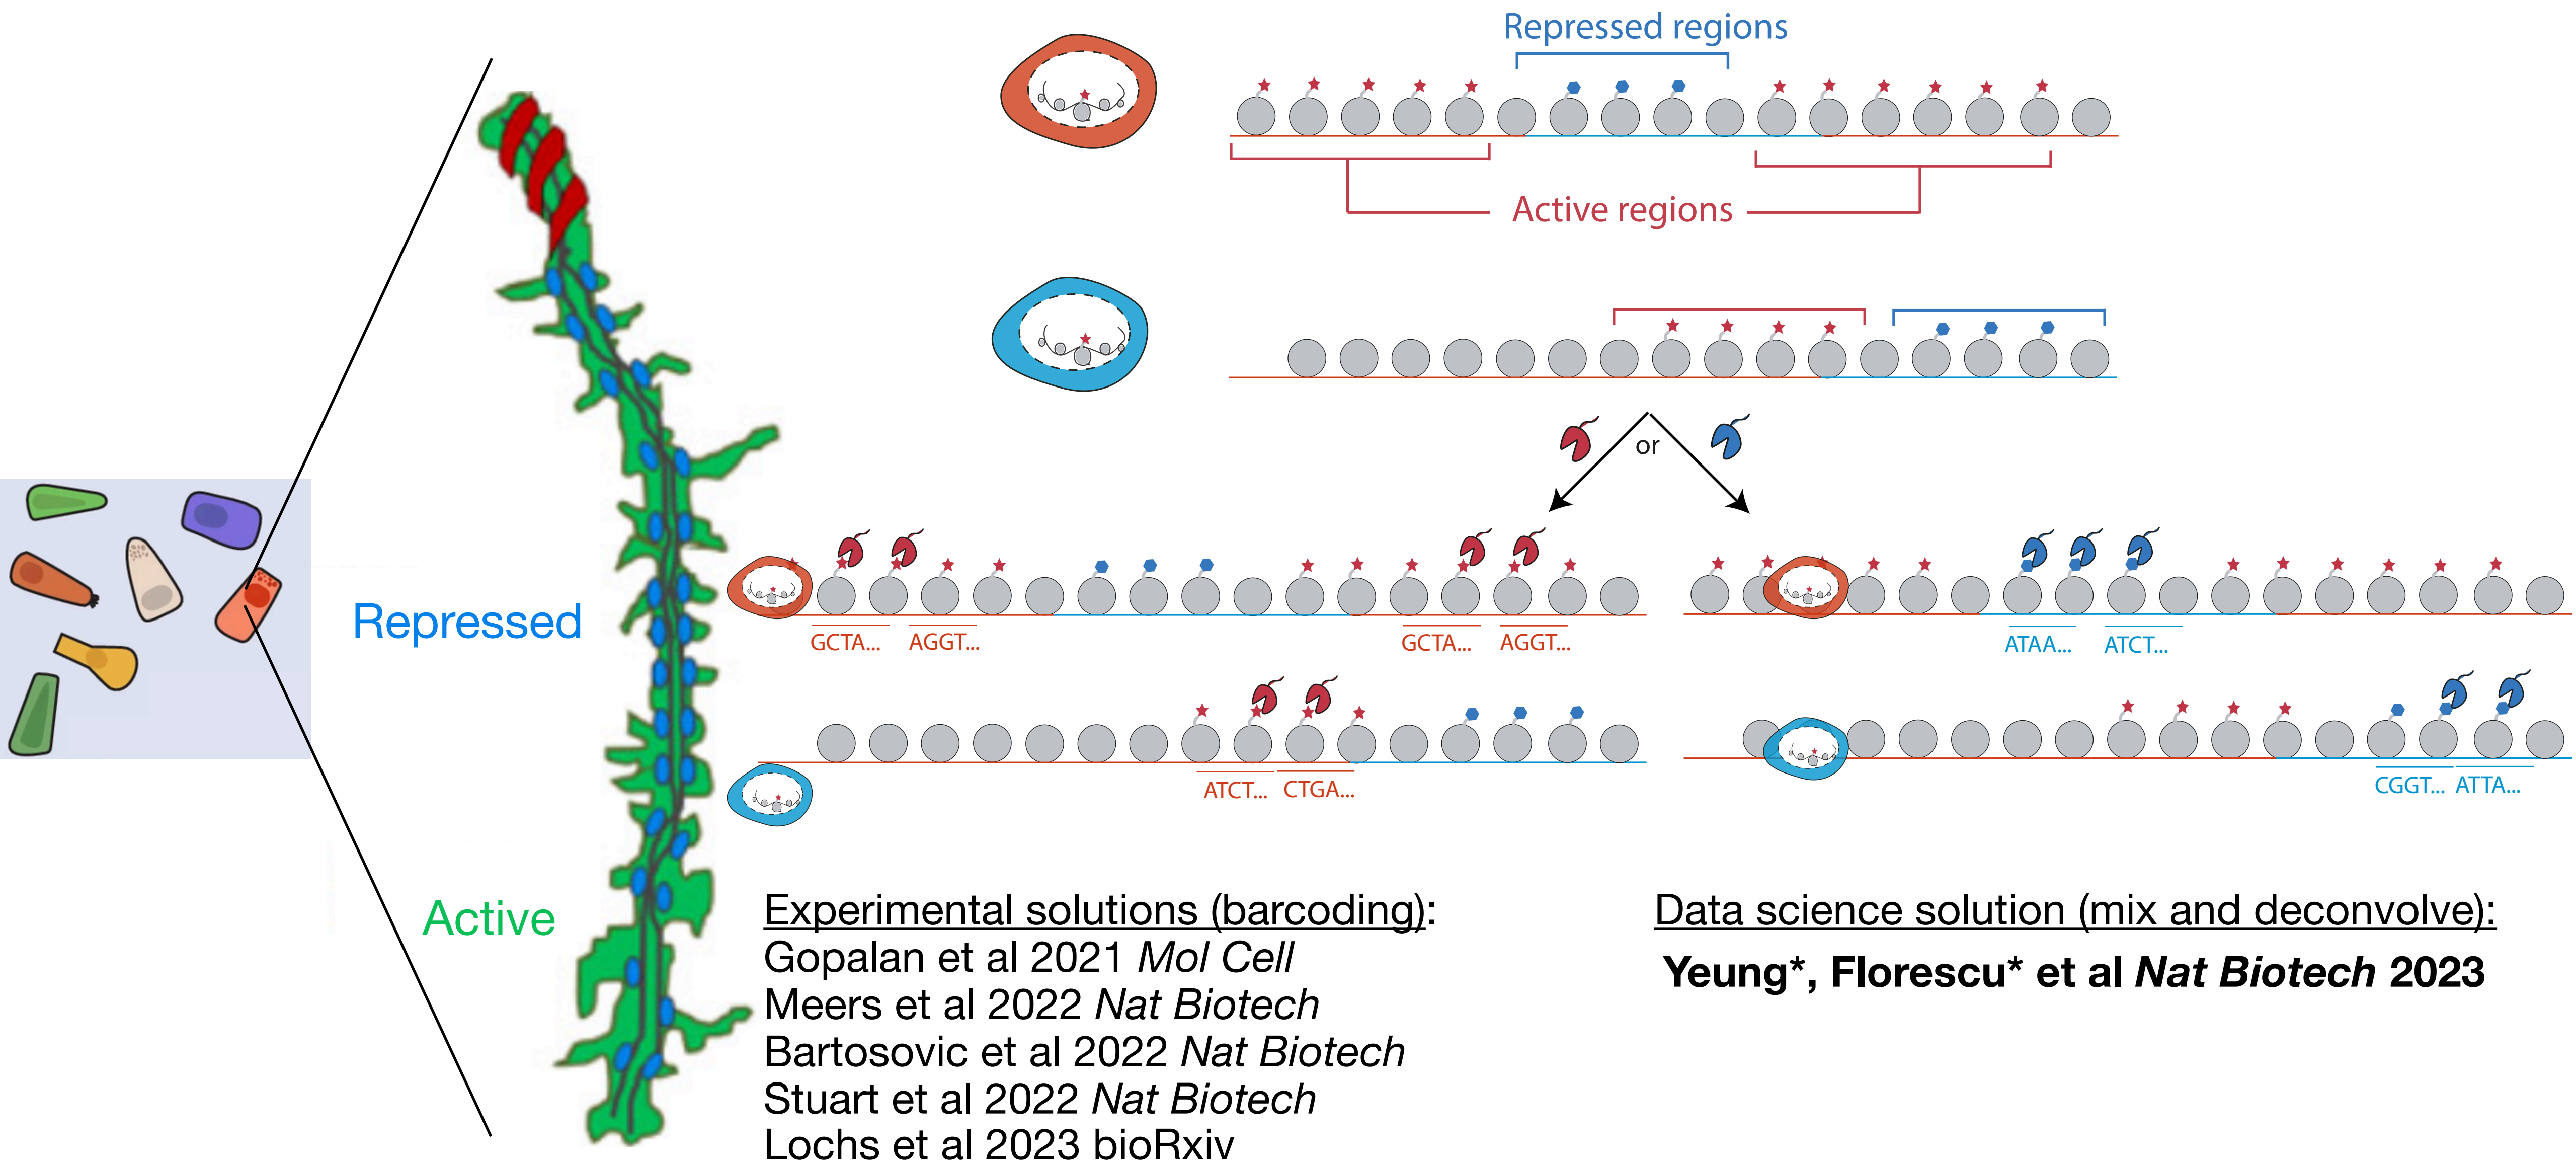 Repressed regions
Active regions
or
GCTA... AGGT... GCTA... AGGT...
ATAA... ATCT...
Repressed
ATCT... CTGA...
CGGT... ATTA...
Active
Experimental solutions (barcoding):
Gopalan et al 2021 Mol Cell
Meers et al 2022 Nat Biotech
Bartosovic et al 2022 Nat Biotech
Stuart et al 2022 Nat Biotech
Lochs et al 2023 bioRxiv
Data science solution (mix and deconvolve):
Yeung*, Florescu* et al Nat Biotech 2023